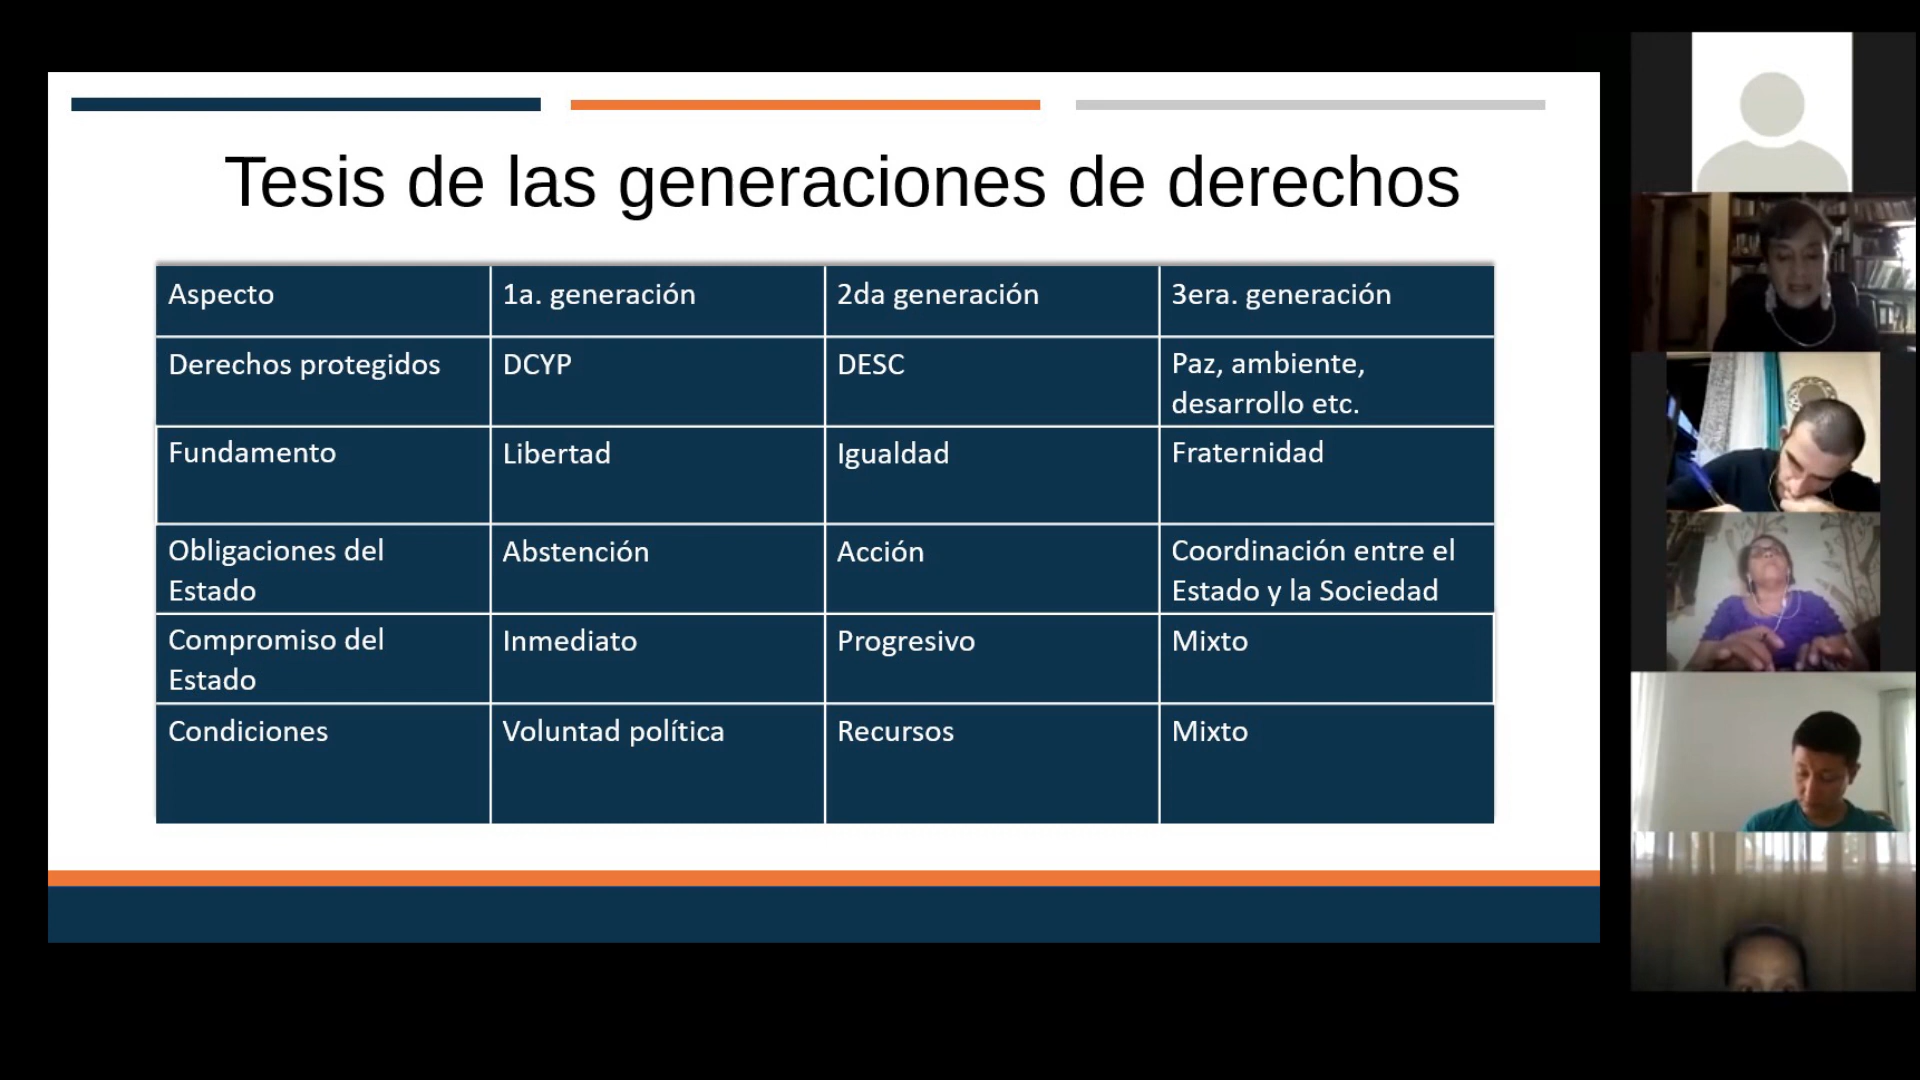 Tesis de las generaciones de derechos
Aspecto
1a. generación
2da generación
3era. generación
Derechos protegidos
DCYP
DESC
Paz, ambiente,
desarrollo etc.
Fundamento
Libertad
Igualdad
Fraternidad
Obligaciones del
Estado
Abstención
Acción
Coordinación entre el
Estado y la Sociedad
Compromiso del
Estado
Inmediato
Progresivo
Mixto
Condiciones
Voluntad política
Recursos
Mixto